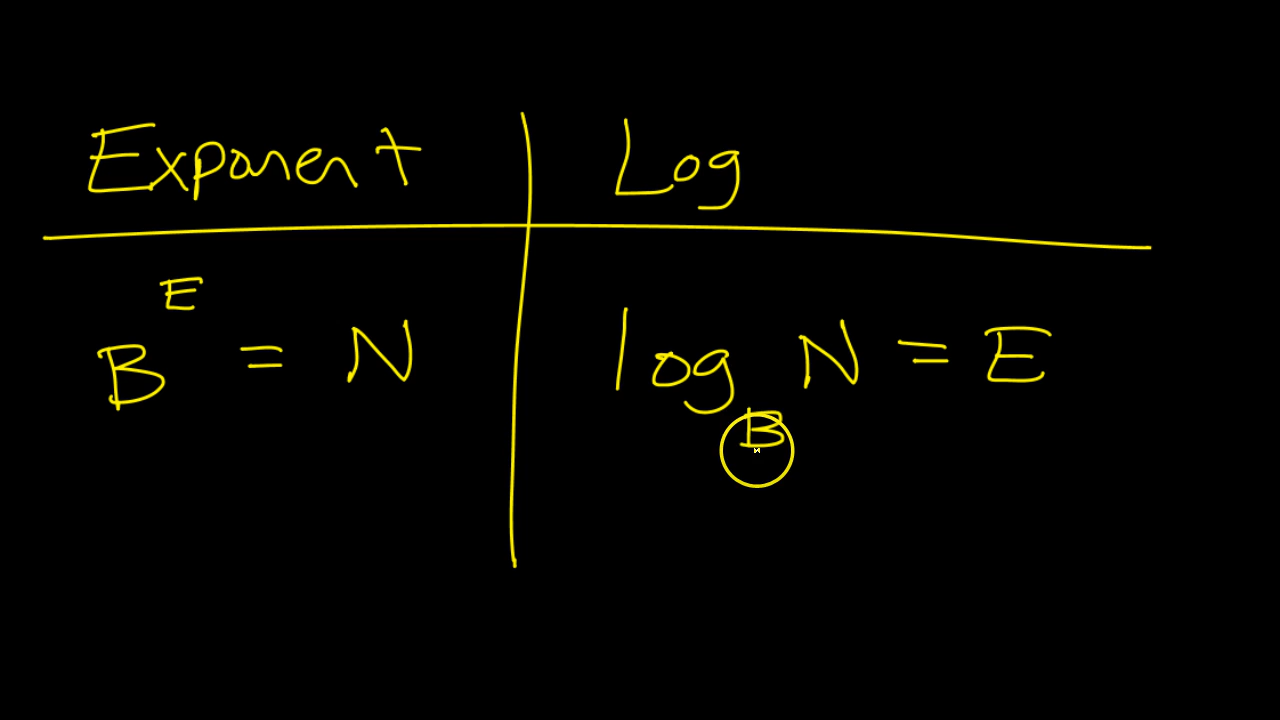 Exponent Log
B^E = N log_B N = E